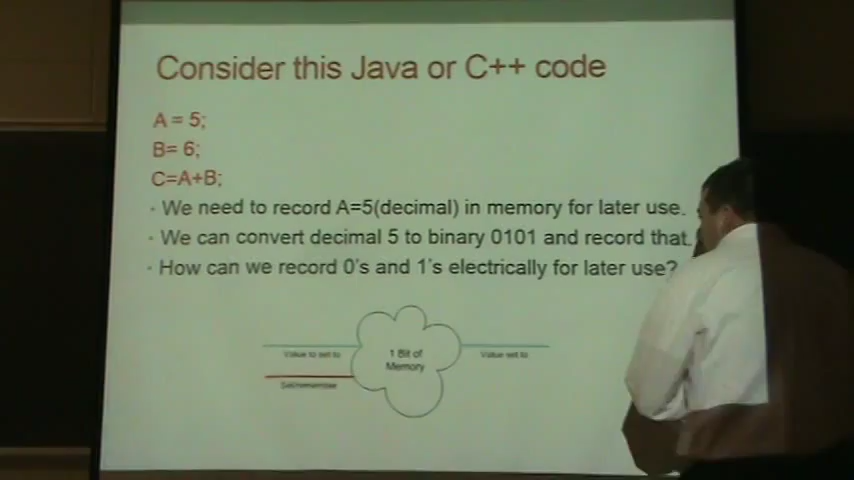 Consider this Java or C++ code
A = 5;
B= 6;
C=A+B;
· We need to record A=5(decimal) in memory for later use.
· We can convert decimal 5 to binary 0101 and record that.
· How can we record 0's and 1's electrically for later use?
Value to set to
1 Bit of
Memory
Value set to
Set/remember